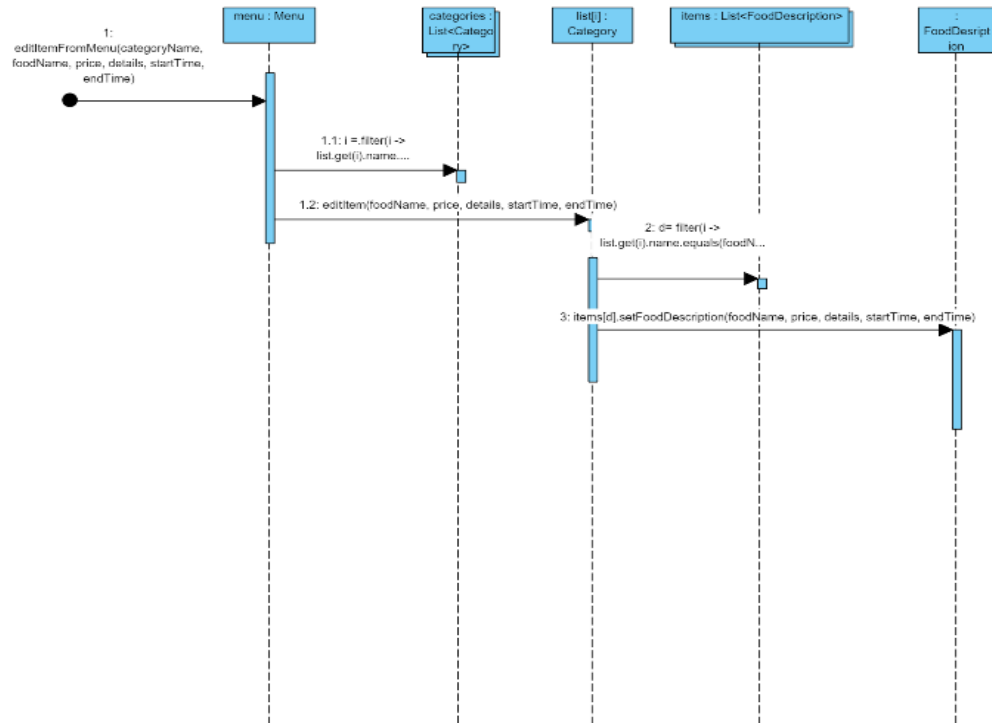 menu : Menu
categories :
List<Catego
ry>
list[i] :
Category
items : List<FoodDescription>
:
FoodDesript
ion
1:
editItemFromMenu(categoryName,
foodName, price, details, startTime,
endTime)
1.1: i =.filter(i ->
list.get(i).name....
1.2: editItem(foodName, price, details, startTime, endTime)
2: d= filter(i ->
list.get(i).name.equals(foodN...
3: items[d].setFoodDescription(foodName, price, details, startTime, endTime)